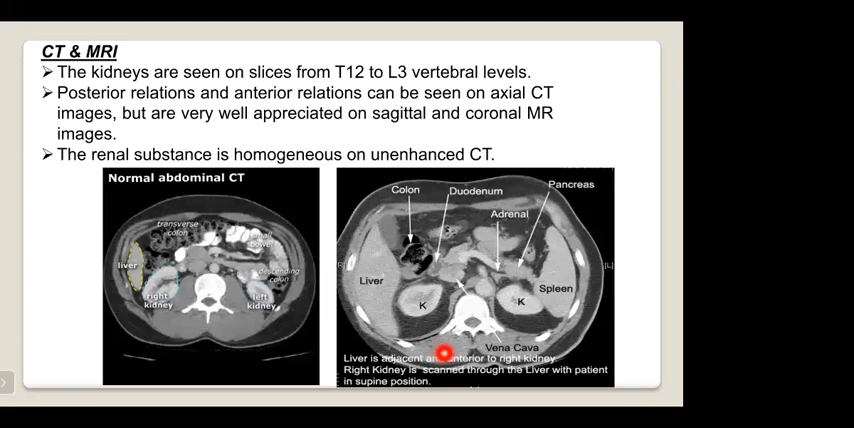 CT & MRI
➢ The kidneys are seen on slices from T12 to L3 vertebral levels.
➢ Posterior relations and anterior relations can be seen on axial CT
images, but are very well appreciated on sagittal and coronal MR
images.
➢ The renal substance is homogeneous on unenhanced CT.
Normal abdominal CT
transverse
colon
small
bowel
liver
descending
colon
right
kidney
left
kidney
Colon
Duodenum
Pancreas
Adrenal
[L]
Liver
Spleen
K
K
Vena Cava
Liver is adjacent anterior to right kidney.
Right Kidney is scanned through the Liver with patient
in supine position.